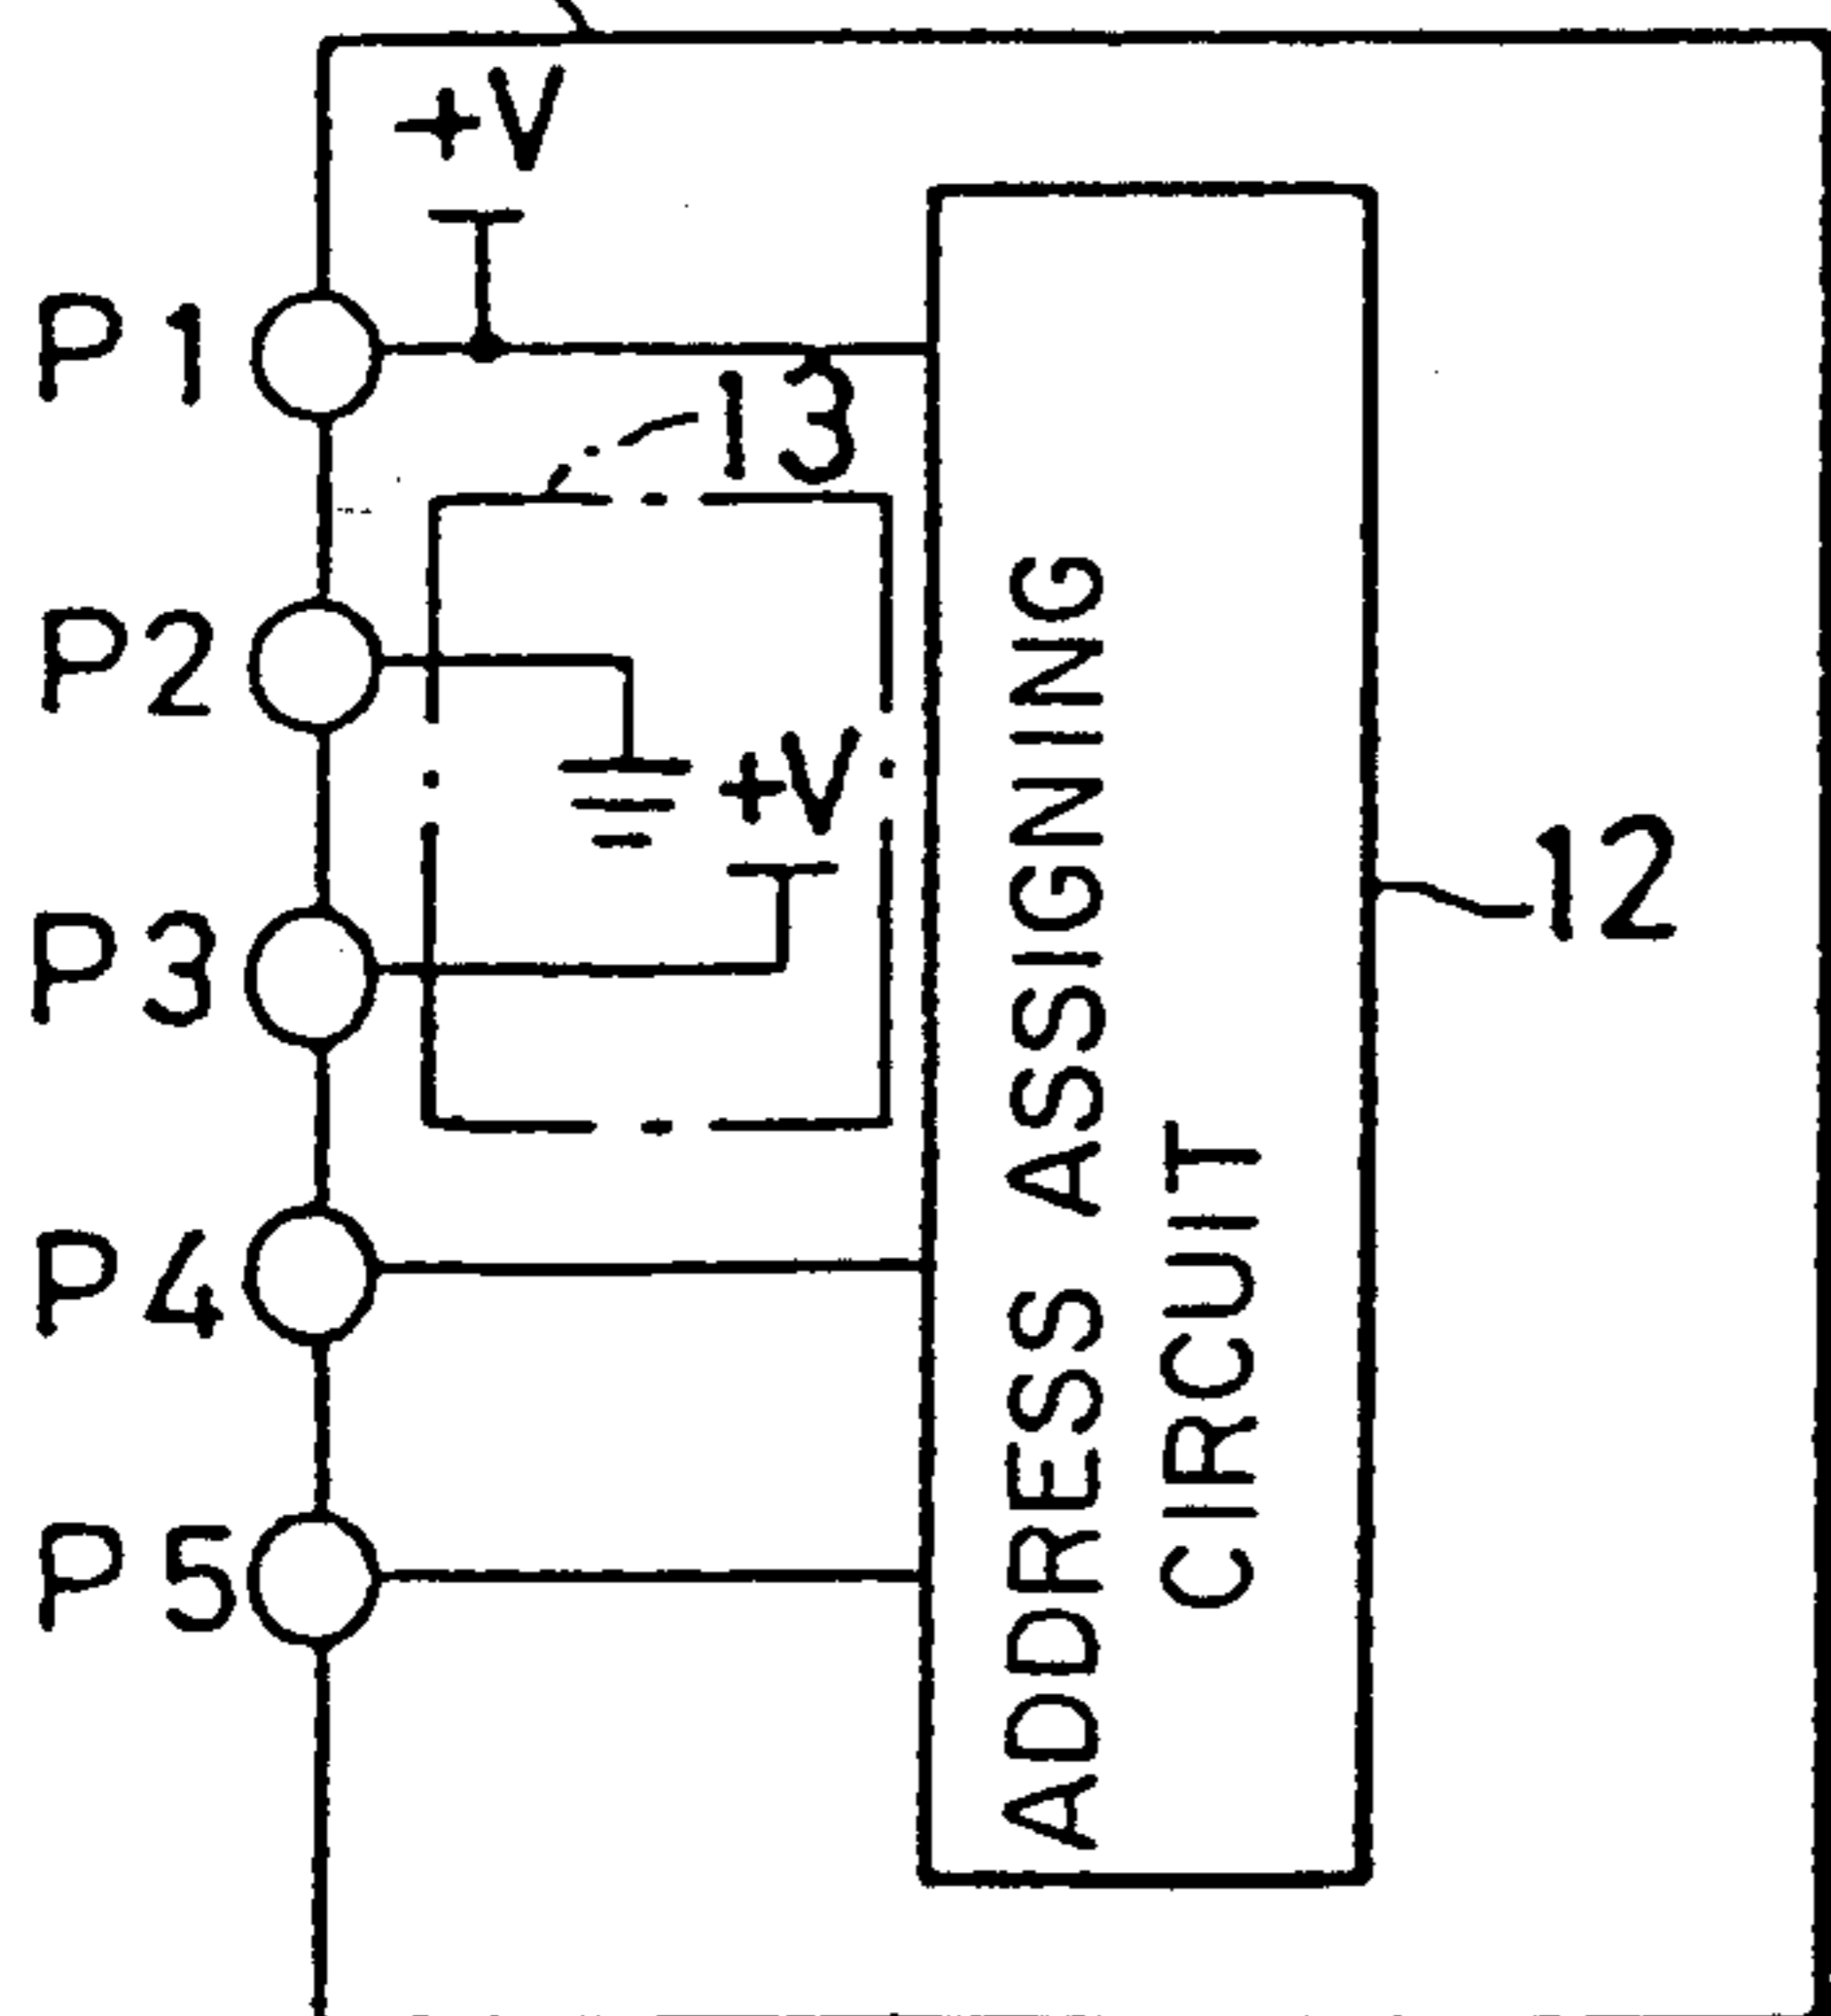 +V
P1
13
P2
+V
12
P3
P4
P5
ADDRESS ASSIGNING
CIRCUIT